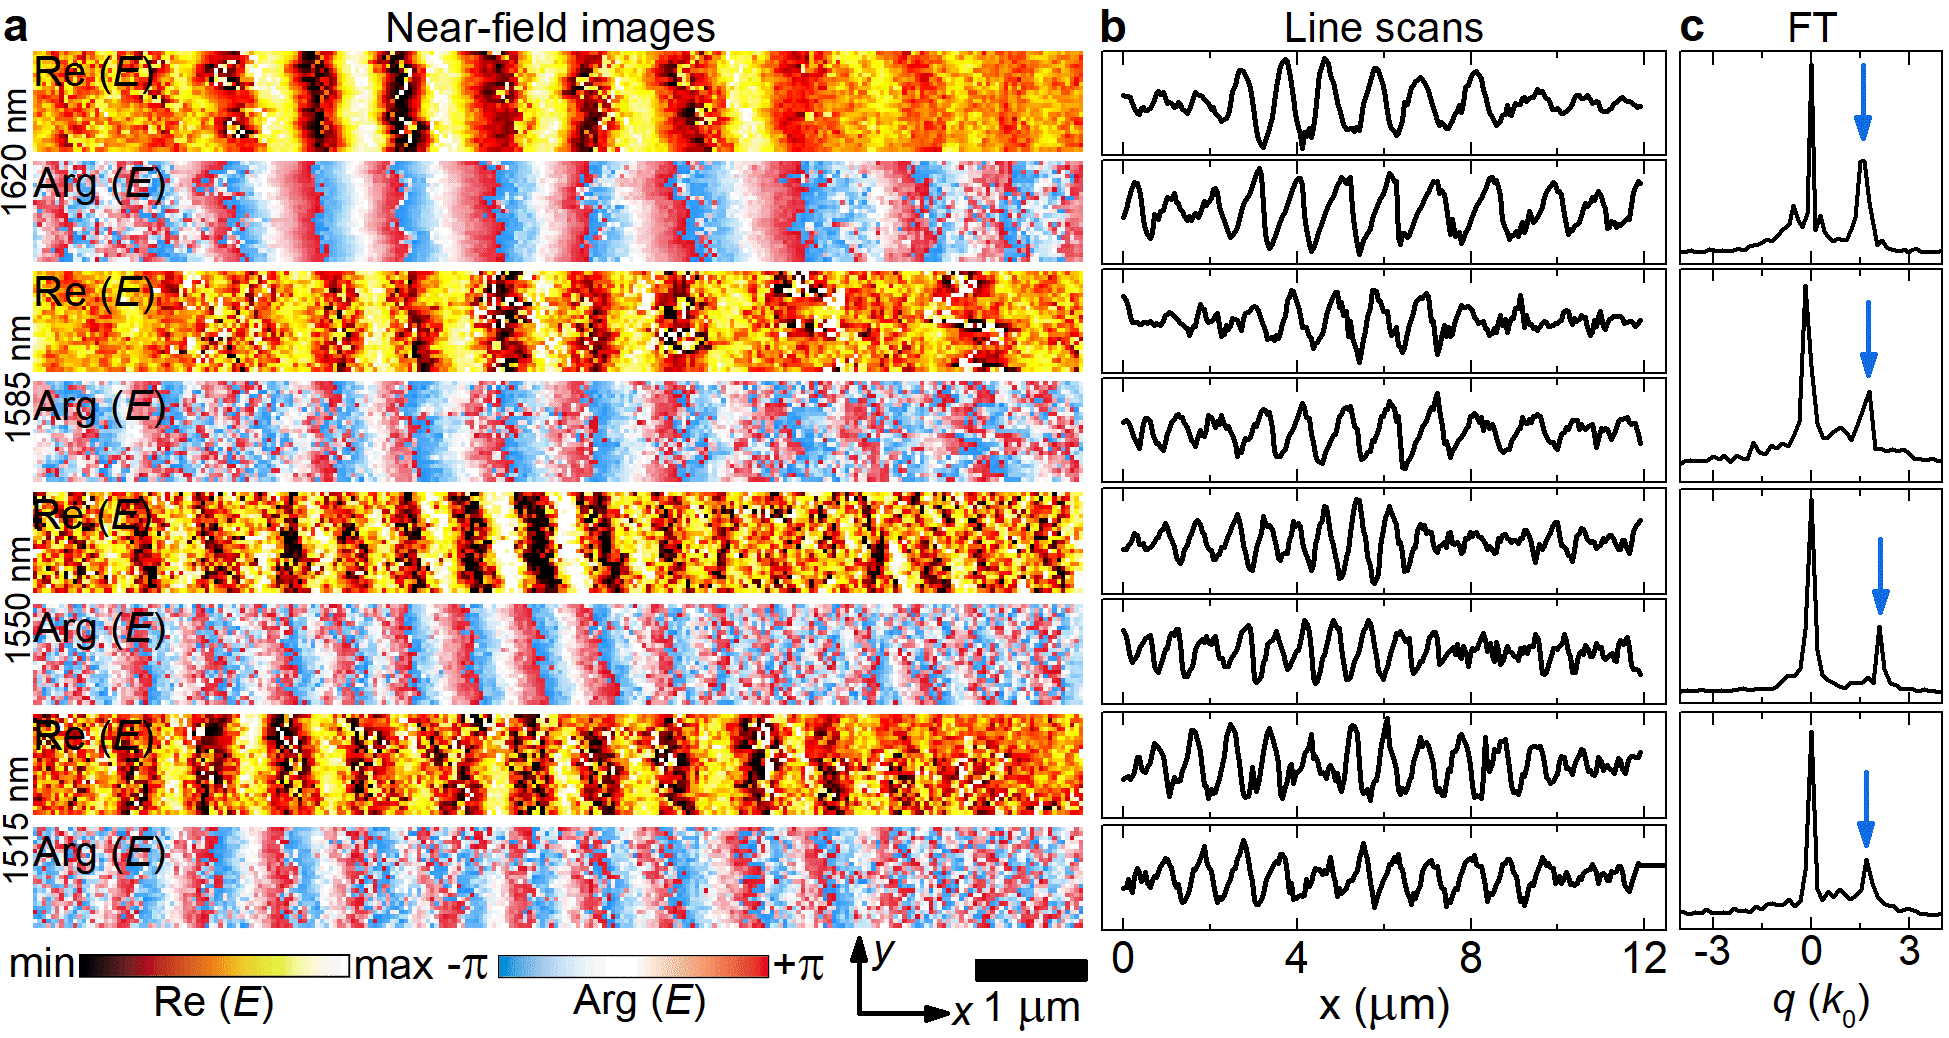 a Near-field images
b Line scans
c FT
1620 nm
Re (E)
Arg (E)
1585 nm
Re (E)
Arg (E)
1550 nm
Re (E)
Arg (E)
1515 nm
Re (E)
Arg (E)
min max -π +π
Re (E) Arg (E)
y
x 1 μm
0 4 8 12
x (μm)
-3 0 3
q (k0)